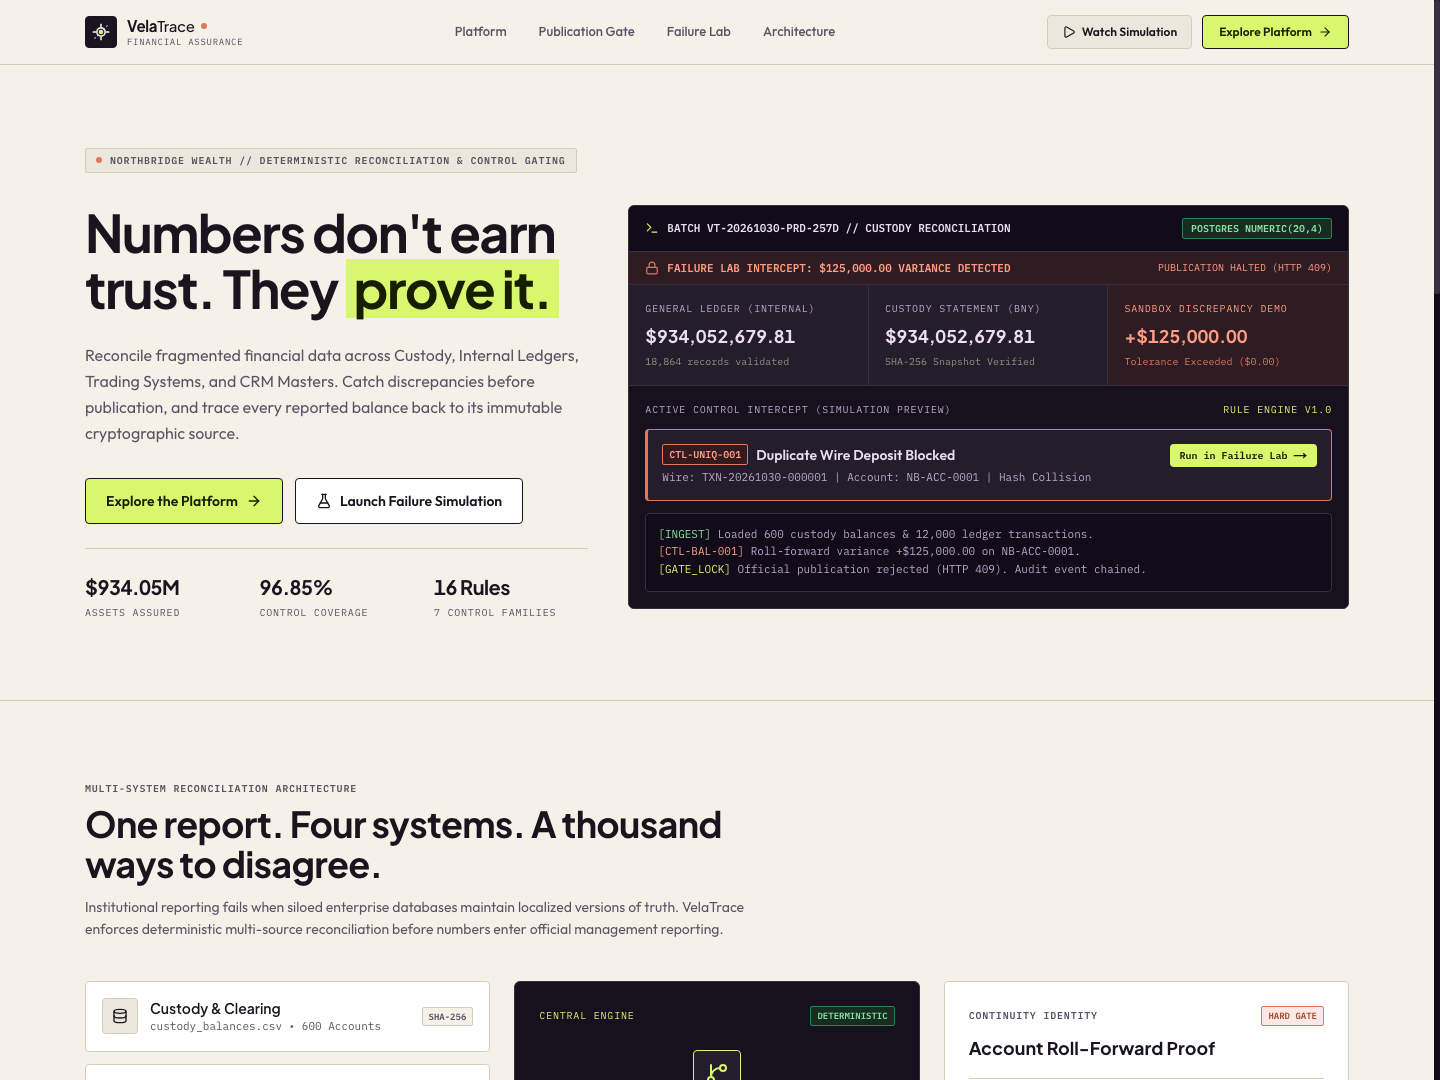 VelaTrace
FINANCIAL ASSURANCE
Platform
Publication Gate
Failure Lab
Architecture
Watch Simulation
Explore Platform
NORTHBRIDGE WEALTH // DETERMINISTIC RECONCILIATION & CONTROL GATING
Numbers don't earn
trust. They prove it.
Reconcile fragmented financial data across Custody, Internal Ledgers,
Trading Systems, and CRM Masters. Catch discrepancies before
publication, and trace every reported balance back to its immutable
cryptographic source.
Explore the Platform
Launch Failure Simulation
$934.05M
ASSETS ASSURED
96.85%
CONTROL COVERAGE
16 Rules
7 CONTROL FAMILIES
BATCH VT-20261030-PRD-257D // CUSTODY RECONCILIATION
POSTGRES NUMERIC(20,4)
FAILURE LAB INTERCEPT: $125,000.00 VARIANCE DETECTED
PUBLICATION HALTED (HTTP 409)
GENERAL LEDGER (INTERNAL)
$934,052,679.81
18,864 records validated
CUSTODY STATEMENT (BNY)
$934,052,679.81
SHA-256 Snapshot Verified
SANDBOX DISCREPANCY DEMO
+$125,000.00
Tolerance Exceeded ($0.00)
ACTIVE CONTROL INTERCEPT (SIMULATION PREVIEW)
RULE ENGINE V1.0
CTL-UNIQ-001 Duplicate Wire Deposit Blocked
Run in Failure Lab →
Wire: TXN-20261030-000001 | Account: NB-ACC-0001 | Hash Collision
[INGEST] Loaded 600 custody balances & 12,000 ledger transactions.
[CTL-BAL-001] Roll-forward variance +$125,000.00 on NB-ACC-0001.
[GATE_LOCK] Official publication rejected (HTTP 409). Audit event chained.
MULTI-SYSTEM RECONCILIATION ARCHITECTURE
One report. Four systems. A thousand
ways to disagree.
Institutional reporting fails when siloed enterprise databases maintain localized versions of truth. VelaTrace
enforces deterministic multi-source reconciliation before numbers enter official management reporting.
Custody & Clearing
custody_balances.csv • 600 Accounts
SHA-256
CENTRAL ENGINE
DETERMINISTIC
CONTINUITY IDENTITY
HARD GATE
Account Roll-Forward Proof